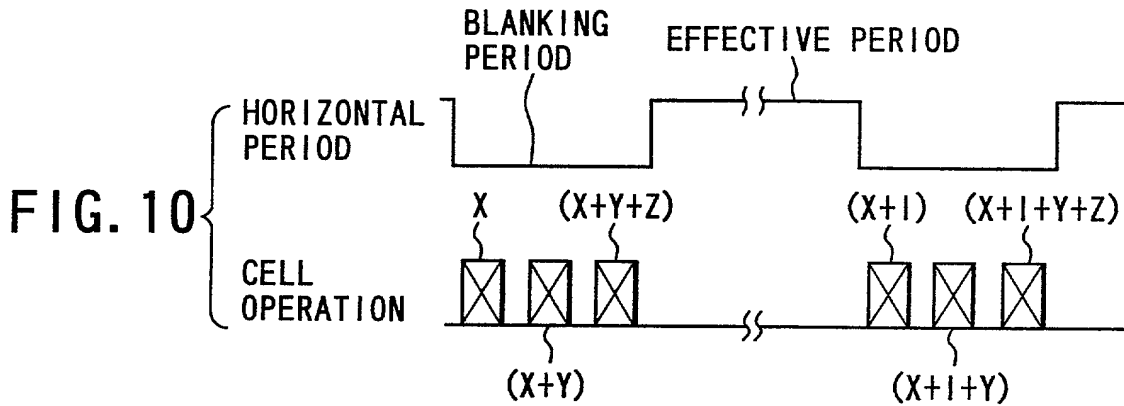 BLANKING
PERIOD
EFFECTIVE PERIOD
HORIZONTAL
PERIOD
FIG. 10
X
(X+Y+Z)
(X+1)
(X+1+Y+Z)
CELL
OPERATION
(X+Y)
(X+1+Y)